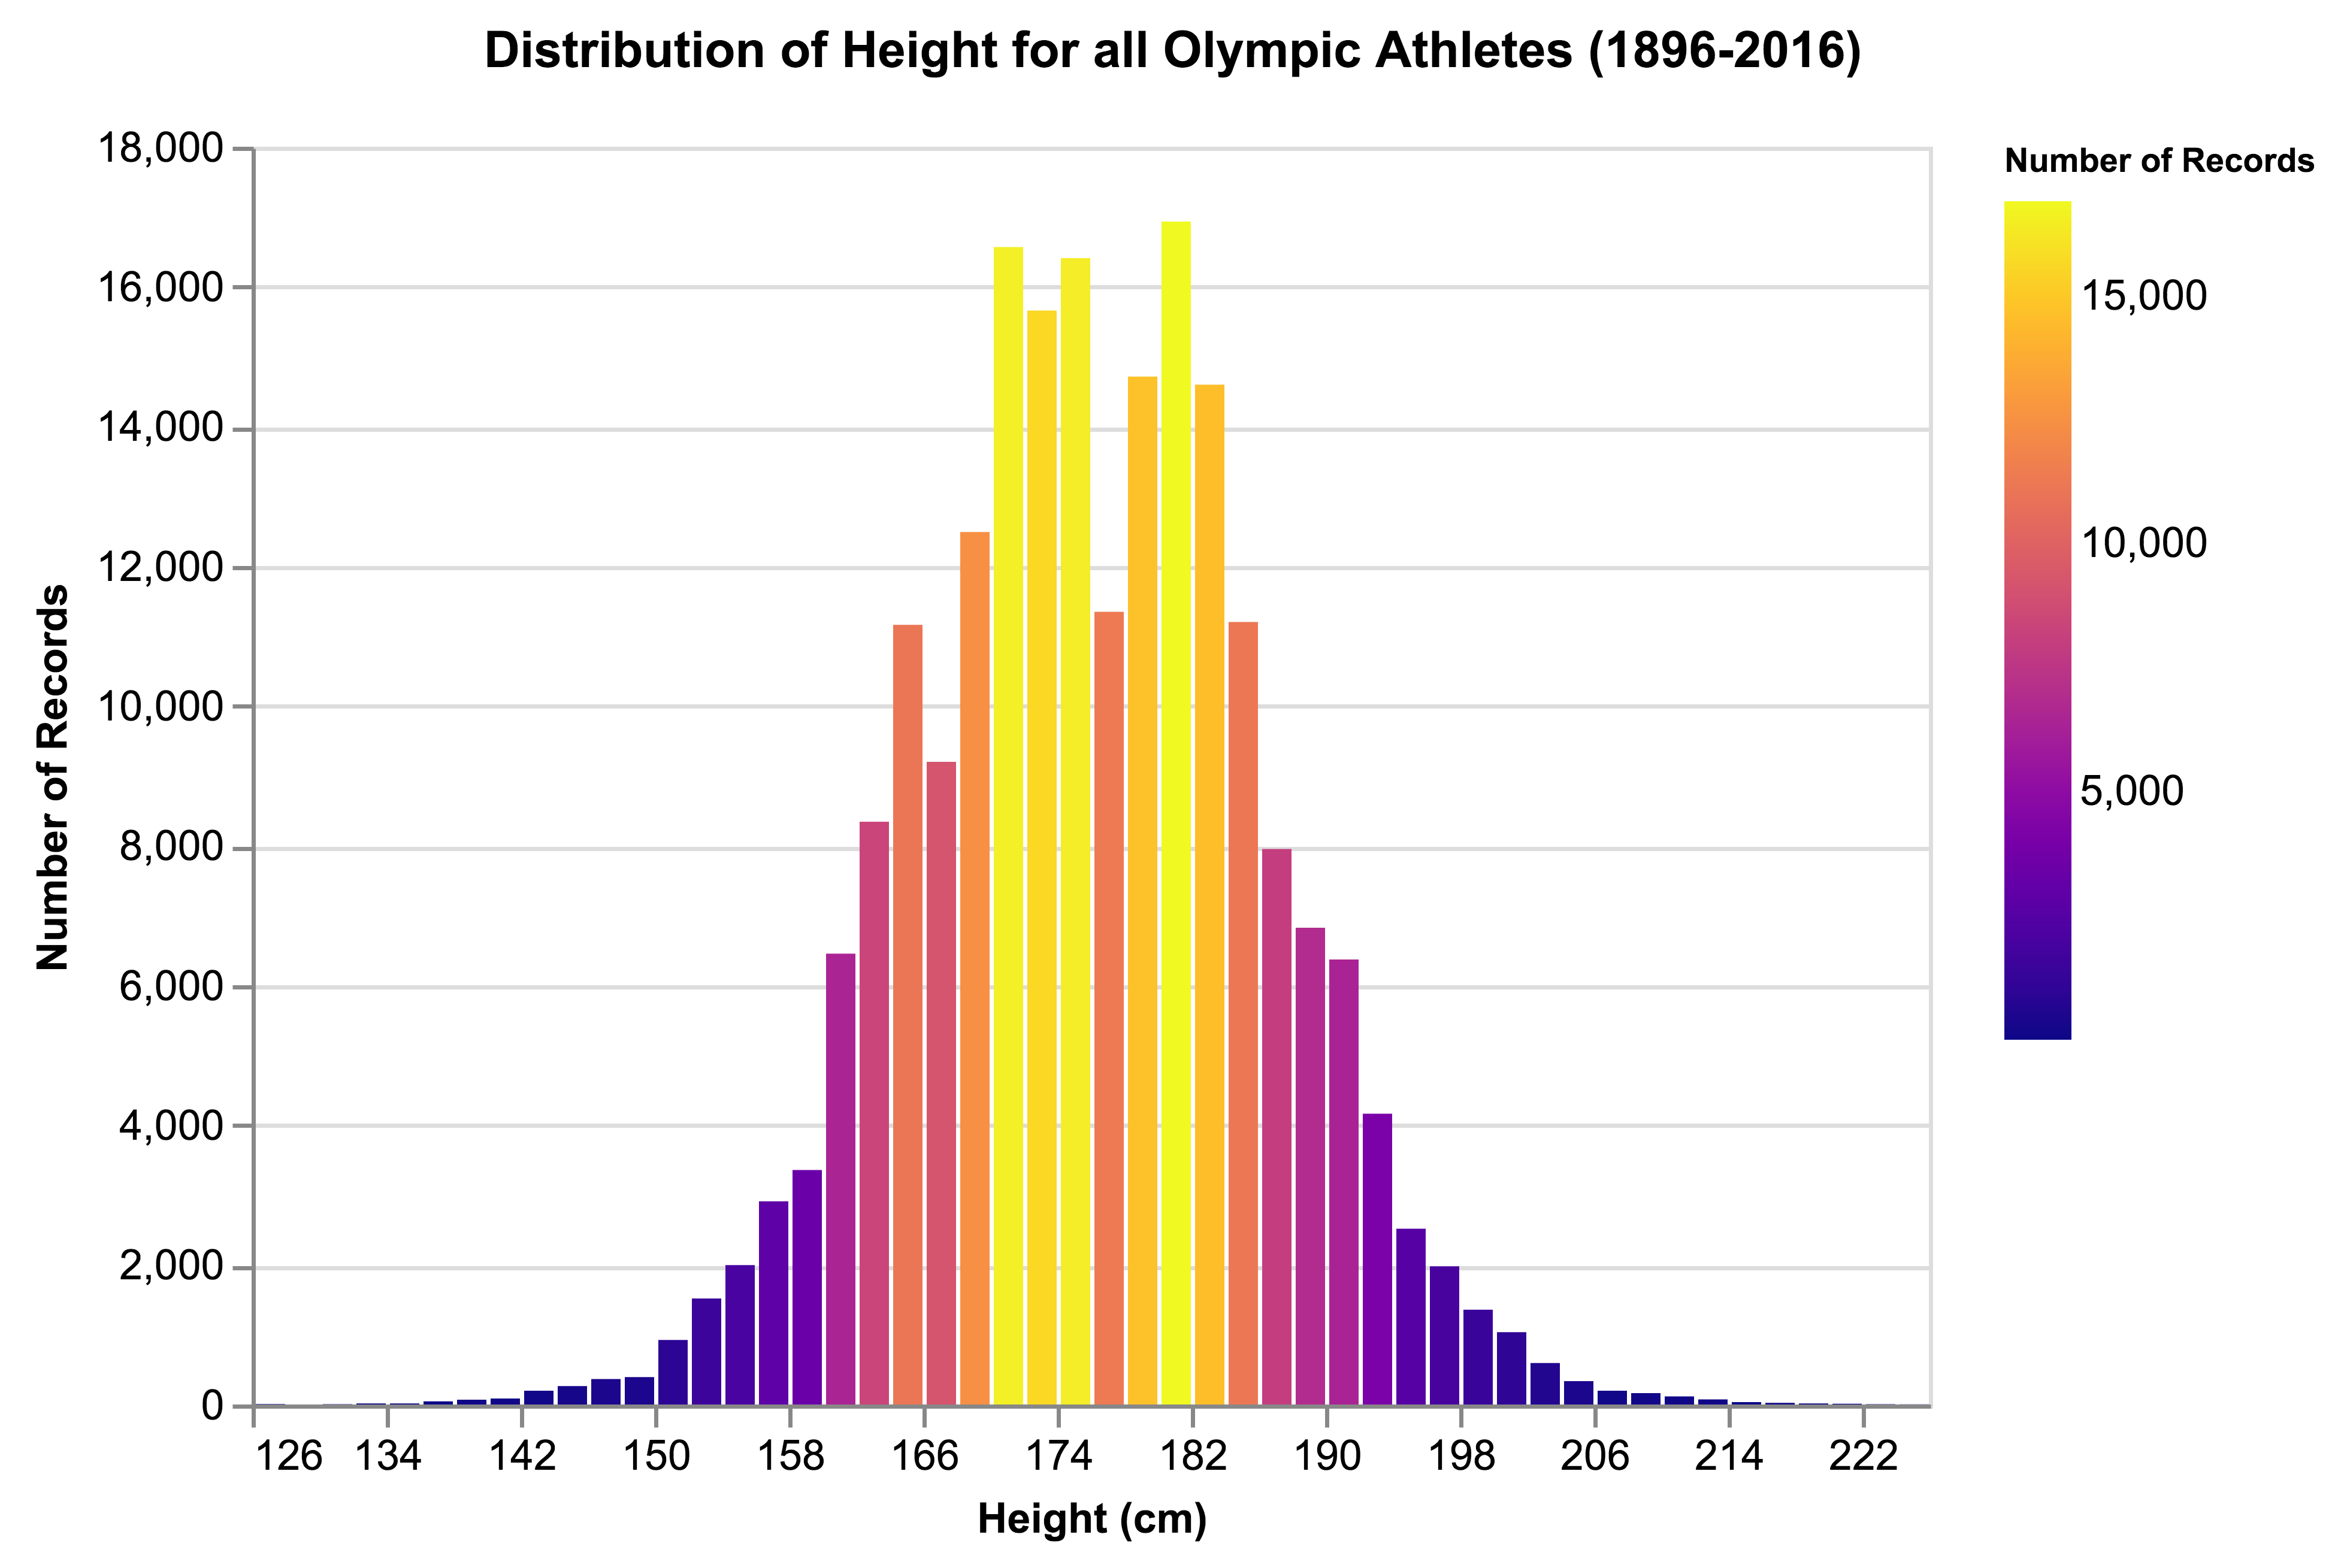 Distribution of Height for all Olympic Athletes (1896-2016)
Number of Records
18,000
16,000
14,000
12,000
10,000
8,000
6,000
4,000
2,000
0
126 134 142 150 158 166 174 182 190 198 206 214 222
Height (cm)
Number of Records
15,000
10,000
5,000